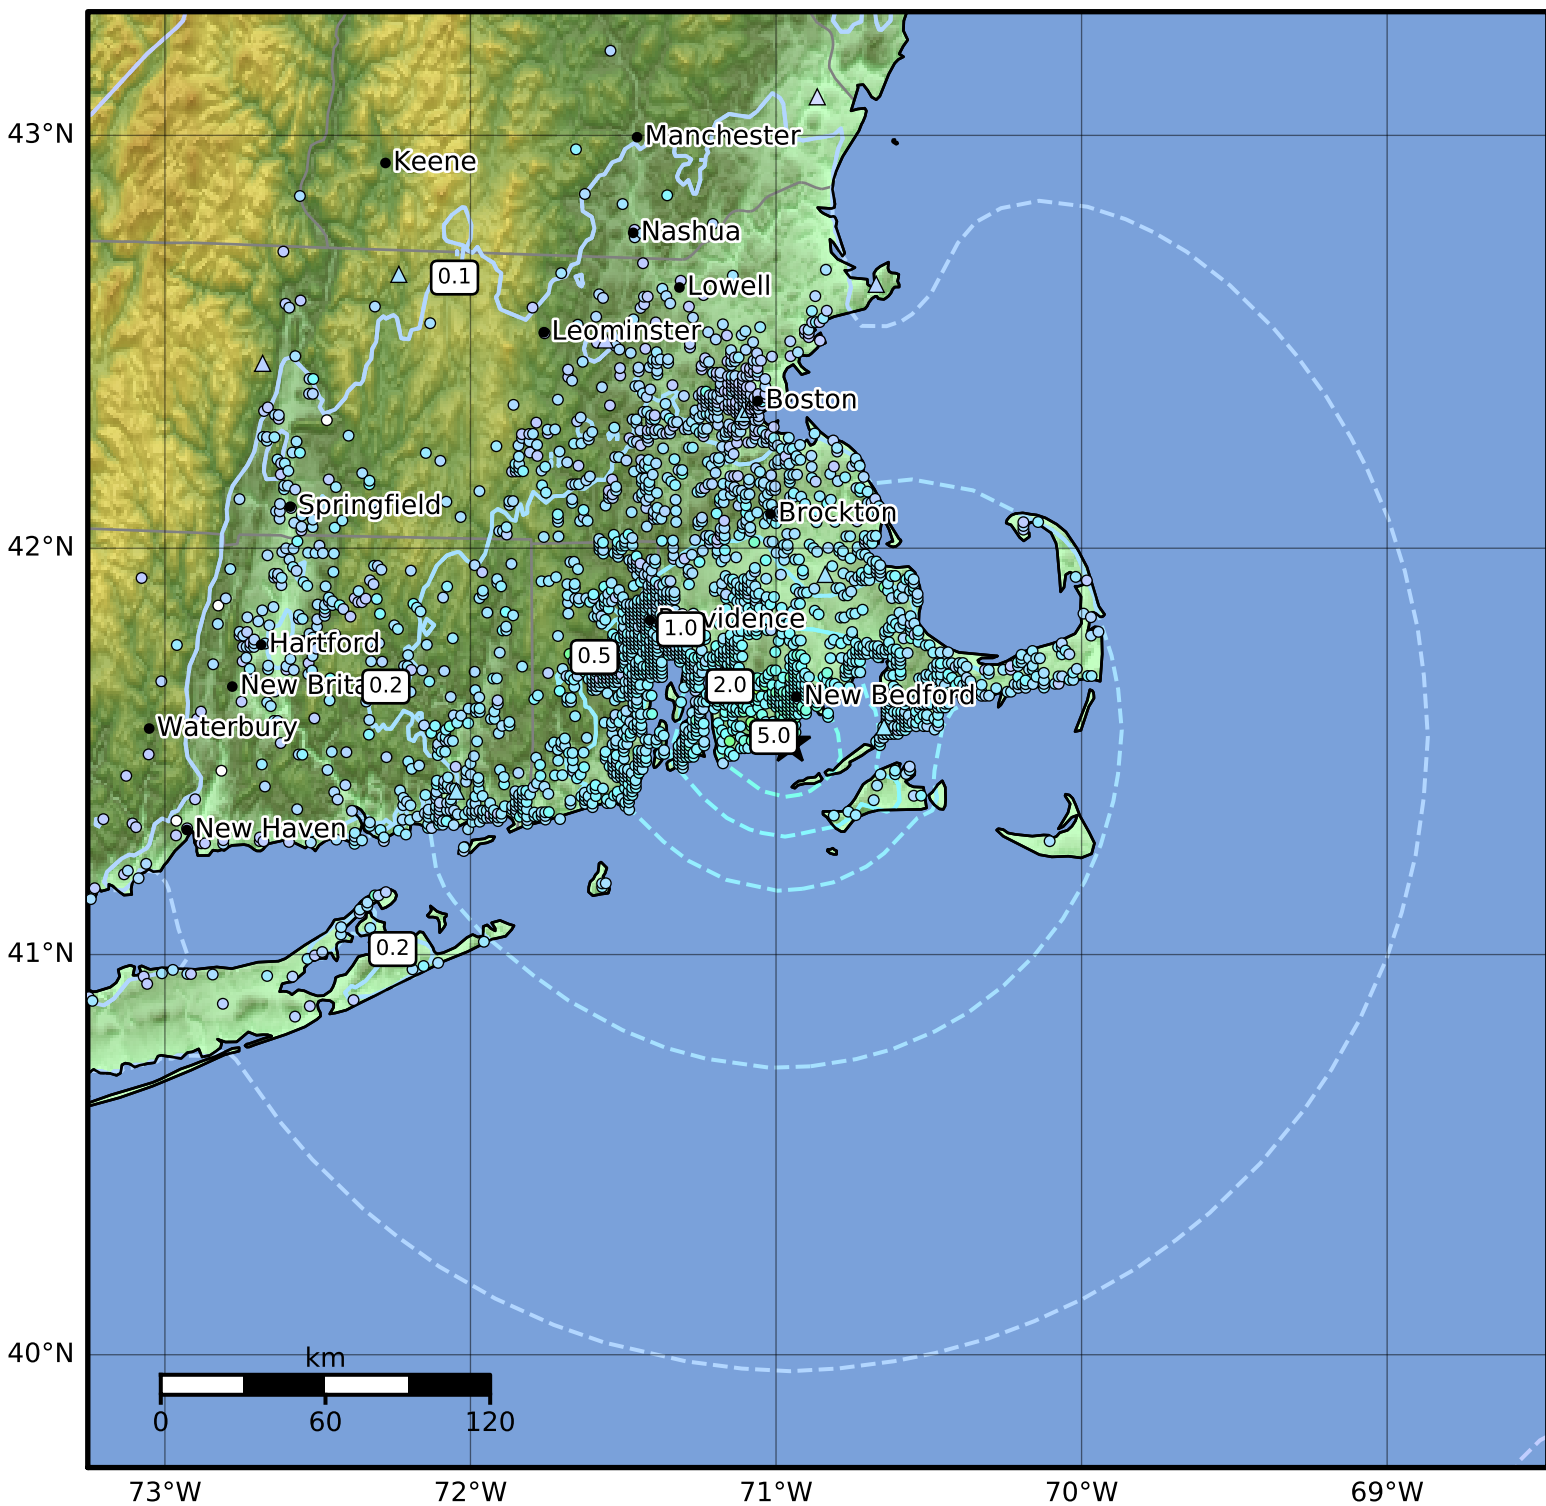 43°N
Manchester
Keene
Nashua
0.1
Lowell
Leominster
Boston
Springfield
Brockton
42°N
vidence
1.0
Hartford
0.5
New Brita
0.2
2.0
New Bedford
Waterbury
5.0
New Haven
0.2
41°N
40°N
km
0
60
120
73°W
72°W
71°W
70°W
69°W